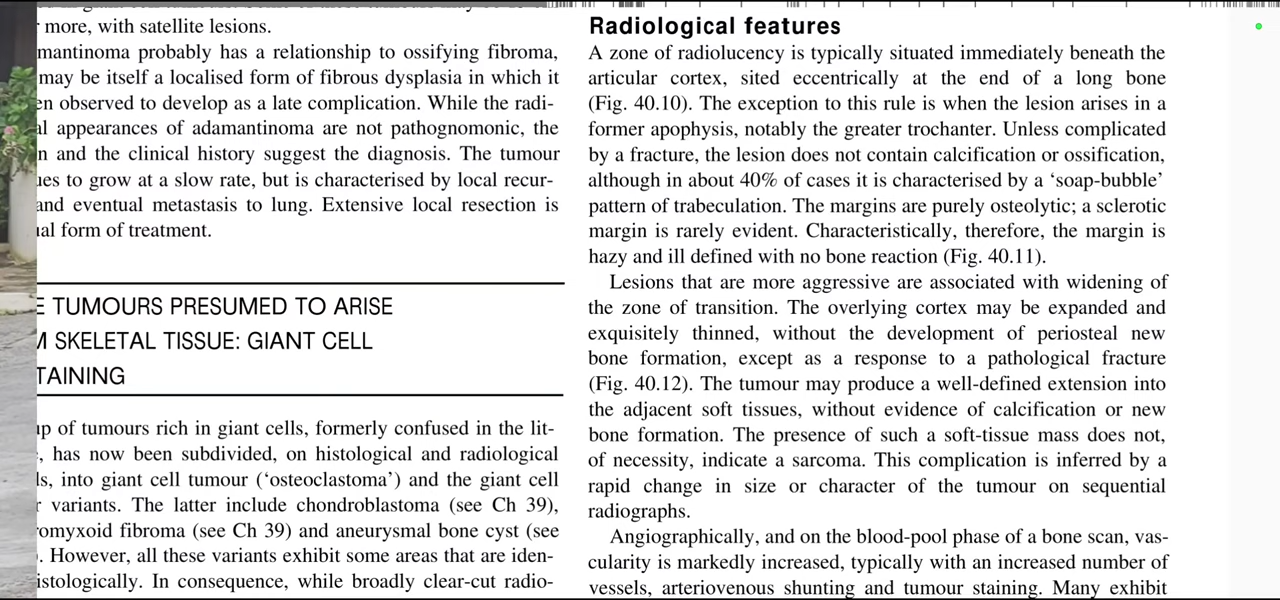 more, with satellite lesions.
mantinoma probably has a relationship to ossifying fibroma,
may be itself a localised form of fibrous dysplasia in which it
en observed to develop as a late complication. While the radi-
al appearances of adamantinoma are not pathognomonic, the
n and the clinical history suggest the diagnosis. The tumour
ues to grow at a slow rate, but is characterised by local recur-
and eventual metastasis to lung. Extensive local resection is
ual form of treatment.
E TUMOURS PRESUMED TO ARISE
M SKELETAL TISSUE: GIANT CELL
TAINING
up of tumours rich in giant cells, formerly confused in the lit-
, has now been subdivided, on histological and radiological
ls, into giant cell tumour (‘osteoclastoma’) and the giant cell
r variants. The latter include chondroblastoma (see Ch 39),
romyxoid fibroma (see Ch 39) and aneurysmal bone cyst (see
. However, all these variants exhibit some areas that are iden-
istologically. In consequence, while broadly clear-cut radio-
Radiological features
A zone of radiolucency is typically situated immediately beneath the
articular cortex, sited eccentrically at the end of a long bone
(Fig. 40.10). The exception to this rule is when the lesion arises in a
former apophysis, notably the greater trochanter. Unless complicated
by a fracture, the lesion does not contain calcification or ossification,
although in about 40% of cases it is characterised by a ‘soap-bubble’
pattern of trabeculation. The margins are purely osteolytic; a sclerotic
margin is rarely evident. Characteristically, therefore, the margin is
hazy and ill defined with no bone reaction (Fig. 40.11).
Lesions that are more aggressive are associated with widening of
the zone of transition. The overlying cortex may be expanded and
exquisitely thinned, without the development of periosteal new
bone formation, except as a response to a pathological fracture
(Fig. 40.12). The tumour may produce a well-defined extension into
the adjacent soft tissues, without evidence of calcification or new
bone formation. The presence of such a soft-tissue mass does not,
of necessity, indicate a sarcoma. This complication is inferred by a
rapid change in size or character of the tumour on sequential
radiographs.
Angiographically, and on the blood-pool phase of a bone scan, vas-
cularity is markedly increased, typically with an increased number of
vessels, arteriovenous shunting and tumour staining. Many exhibit